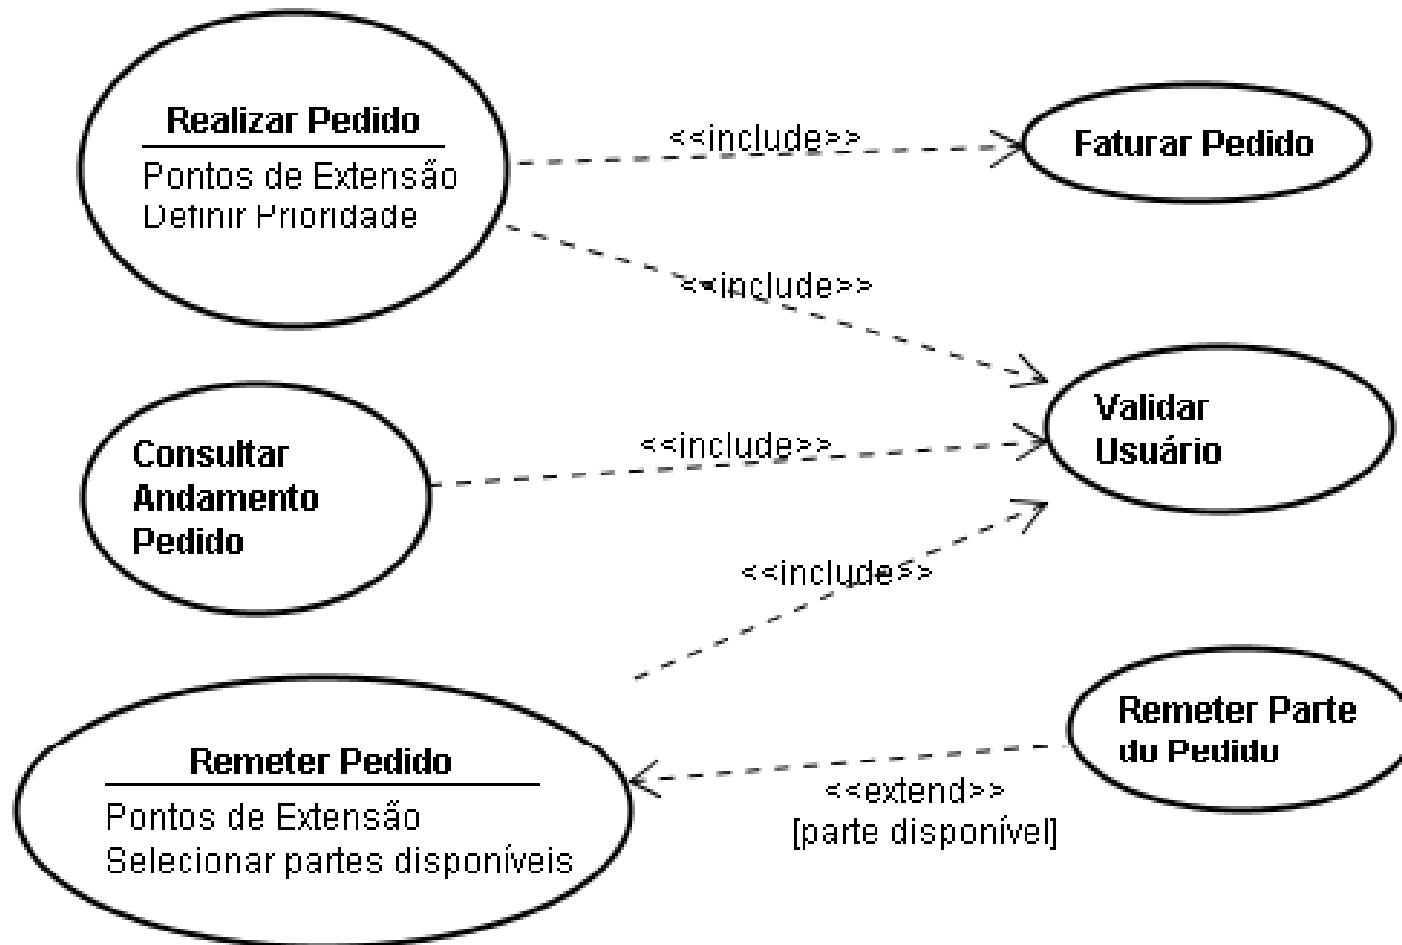 Realizar Pedido
Pontos de Extensão
Definir Prioridade
<<include>>
Faturar Pedido
<<include>>
Consultar
Andamento
Pedido
<<include>>
Validar
Usuário
<<include>>
Remeter Pedido
Pontos de Extensão
Selecionar partes disponíveis
<<extend>>
[parte disponível]
Remeter Parte
do Pedido